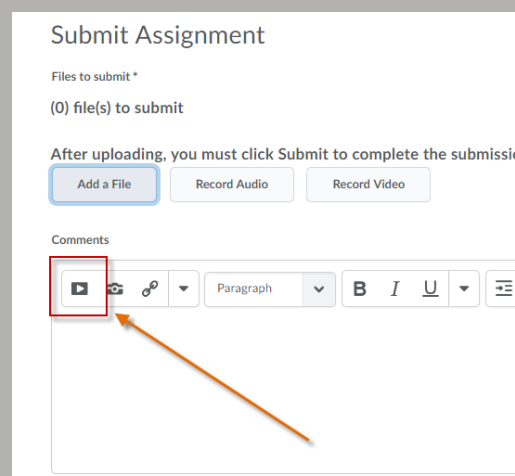 Submit Assignment
Files to submit *
(0) file(s) to submit
After uploading, you must click Submit to complete the
Add a File Record Audio Record Video
Comments
Paragraph B I U